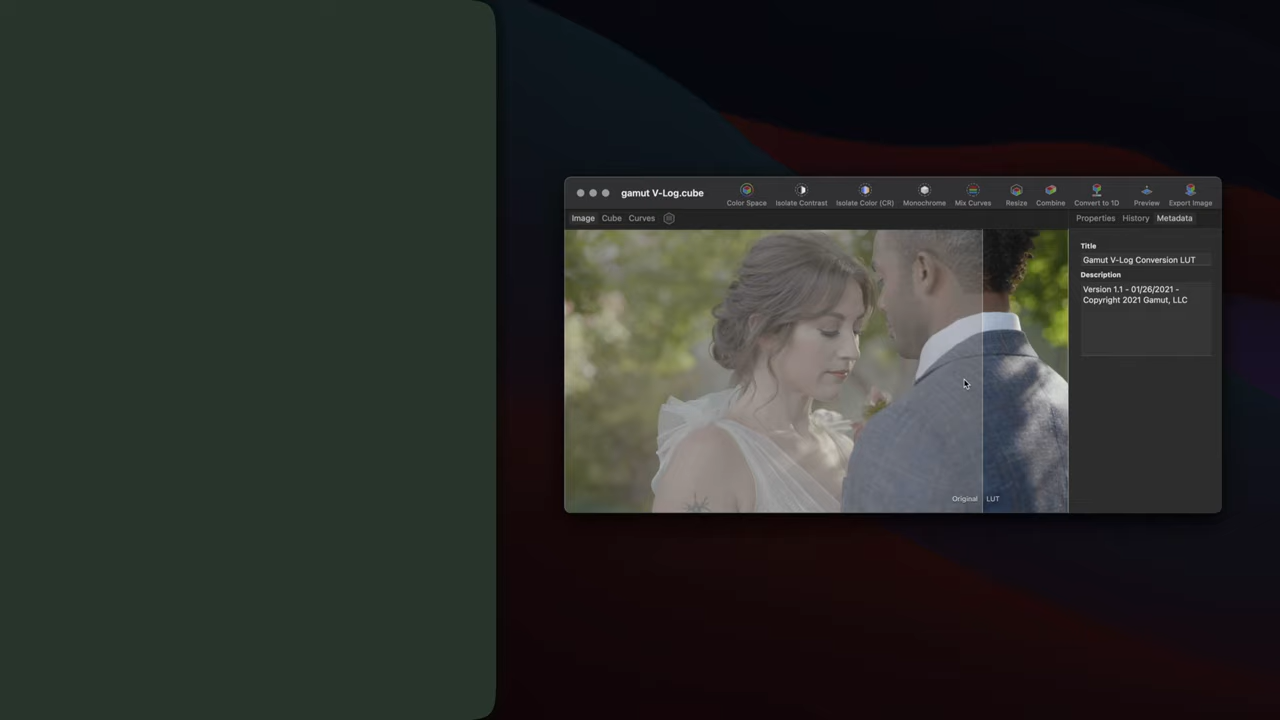 gamut V-Log.cube
Color Space
Isolate Contrast
Isolate Color (CR)
Monochrome
Mix Curves
Resize
Combine
Convert to 1D
Preview
Export Image
Image
Cube
Curves
Properties
History
Metadata
Title
Gamut V-Log Conversion LUT
Description
Version 1.1 - 01/26/2021 -
Copyright 2021 Gamut, LLC
Original
LUT